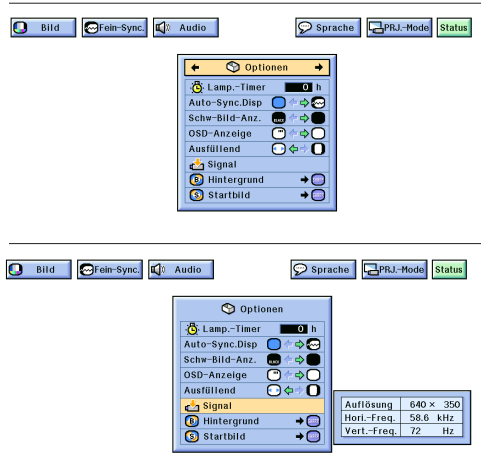 Bild Fein-Sync. Audio Sprache PRJ.-Mode Status
Optionen
Lamp.-Timer 0 h
Auto-Sync.Disp
Schw-Bild-Anz. BLACK
OSD-Anzeige
Ausfüllend
Signal
B Hintergrund
S Startbild
Bild Fein-Sync. Audio Sprache PRJ.-Mode Status
Optionen
Lamp.-Timer 0 h
Auto-Sync.Disp
Schw-Bild-Anz. BLACK
OSD-Anzeige
Ausfüllend
Signal
B Hintergrund
S Startbild
Auflösung 640 × 350
Hori.-Freq. 58.6 kHz
Vert.-Freq. 72 Hz